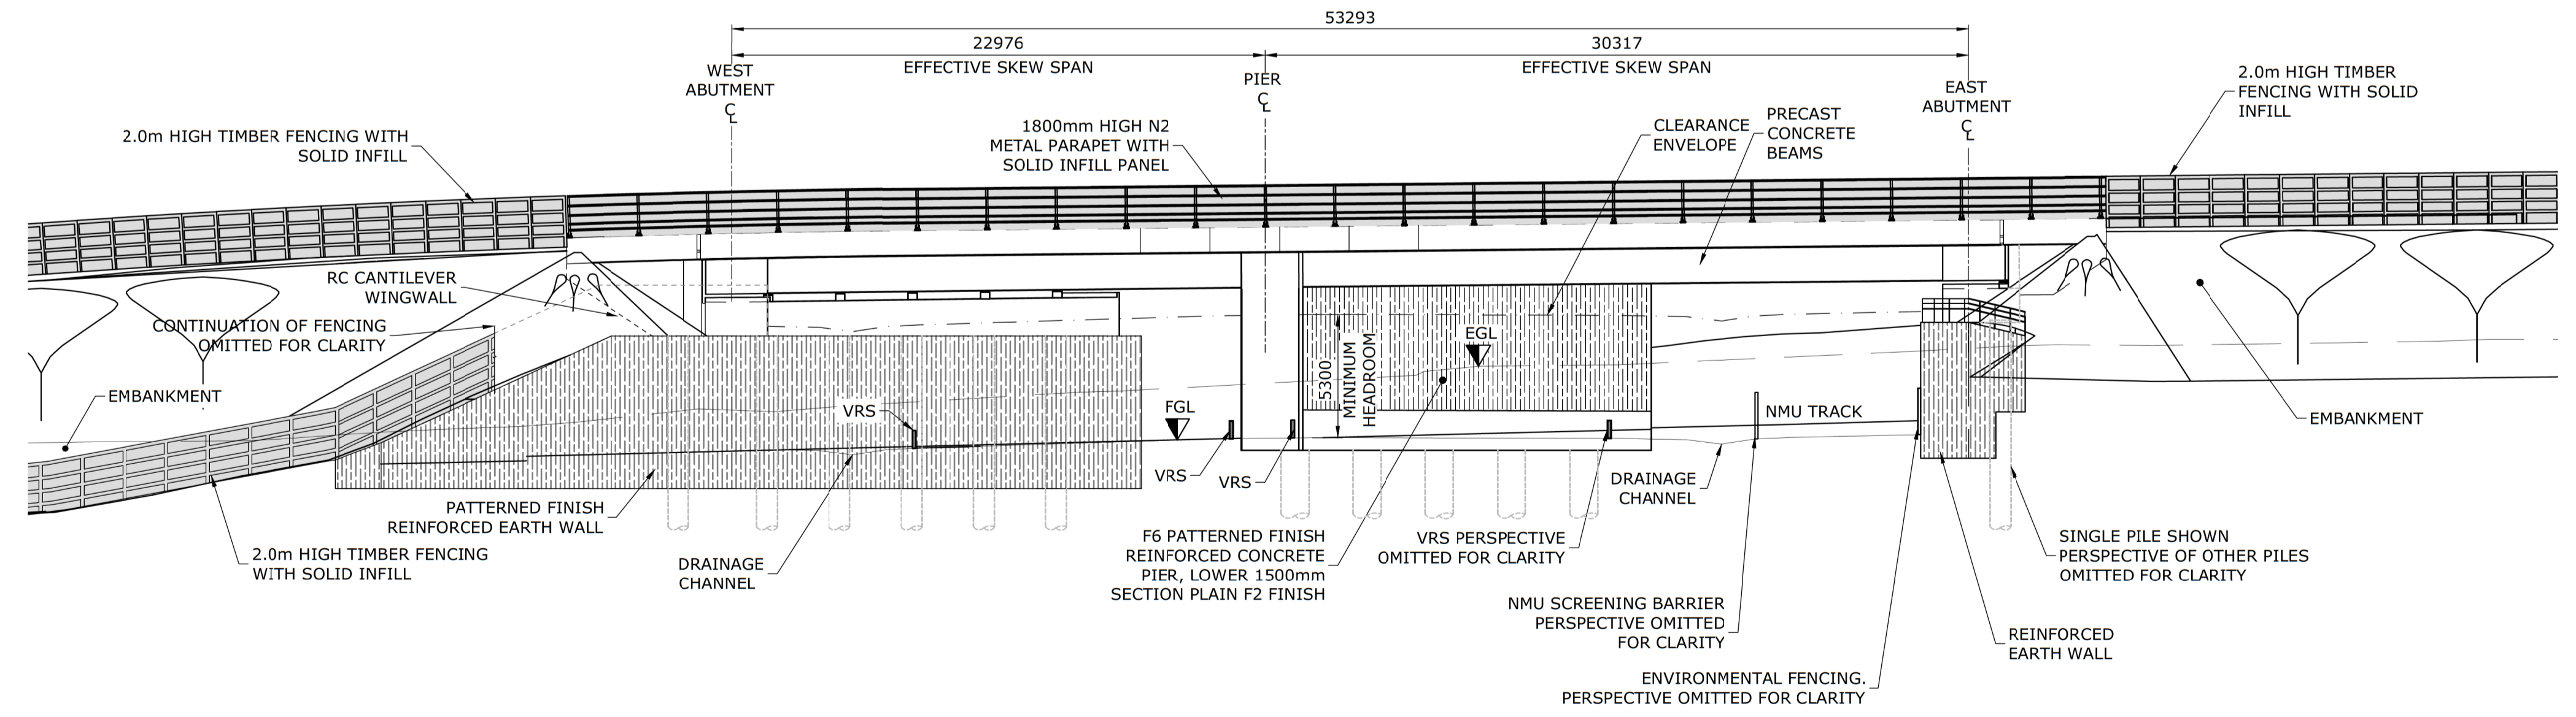 53293
22976
EFFECTIVE SKEW SPAN
30317
EFFECTIVE SKEW SPAN
WEST
ABUTMENT
℄
PIER
℄
EAST
ABUTMENT
℄
2.0m HIGH TIMBER
FENCING WITH SOLID
INFILL
2.0m HIGH TIMBER FENCING WITH
SOLID INFILL
1800mm HIGH N2
METAL PARAPET WITH
SOLID INFILL PANEL
CLEARANCE
ENVELOPE
PRECAST
CONCRETE
BEAMS
RC CANTILEVER
WINGWALL
CONTINUATION OF FENCING
OMITTED FOR CLARITY
EMBANKMENT
VRS
FGL
EGL
5300
MINIMUM
HEADROOM
NMU TRACK
EMBANKMENT
VRS
VRS
DRAINAGE
CHANNEL
PATTERNED FINISH
REINFORCED EARTH WALL
2.0m HIGH TIMBER FENCING
WITH SOLID INFILL
DRAINAGE
CHANNEL
F6 PATTERNED FINISH
REINFORCED CONCRETE
PIER, LOWER 1500mm
SECTION PLAIN F2 FINISH
VRS PERSPECTIVE
OMITTED FOR CLARITY
SINGLE PILE SHOWN
PERSPECTIVE OF OTHER PILES
OMITTED FOR CLARITY
NMU SCREENING BARRIER
PERSPECTIVE OMITTED
FOR CLARITY
REINFORCED
EARTH WALL
ENVIRONMENTAL FENCING.
PERSPECTIVE OMITTED FOR CLARITY